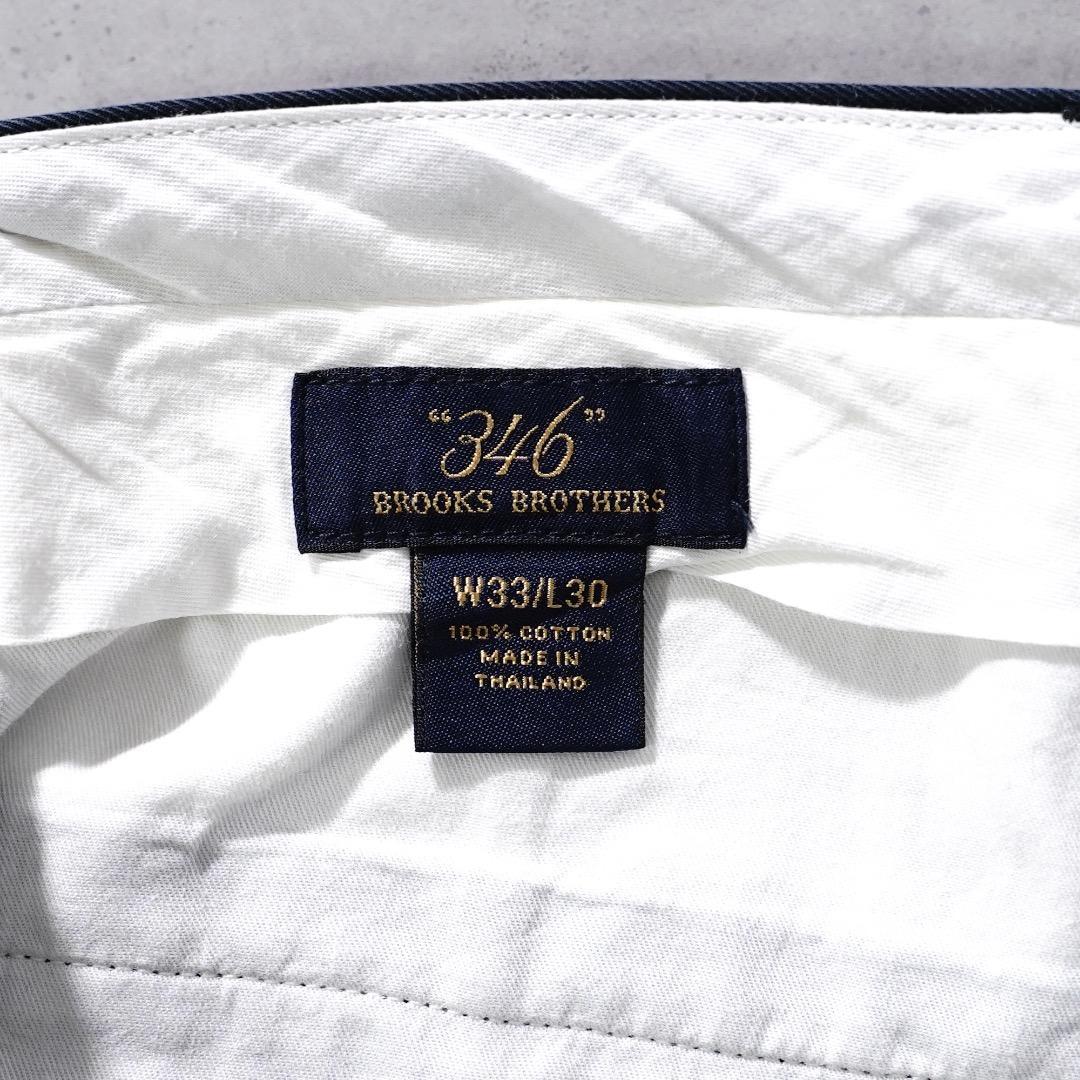 “346”
BROOKS BROTHERS
W33/L30
100% COTTON
MADE IN
THAILAND